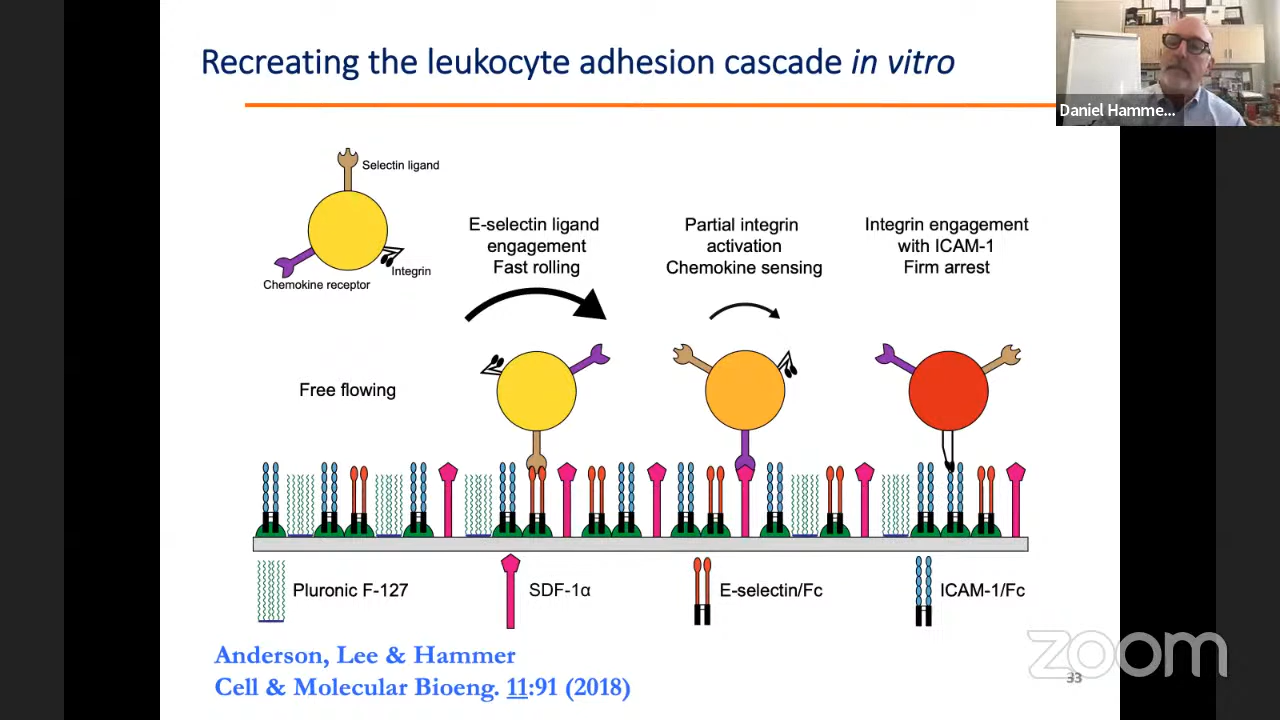 Recreating the leukocyte adhesion cascade in vitro
Daniel Hamme...
Selectin ligand
Integrin
Chemokine receptor
E-selectin ligand
engagement
Fast rolling
Partial integrin
activation
Chemokine sensing
Integrin engagement
with ICAM-1
Firm arrest
Free flowing
Pluronic F-127
SDF-1α
E-selectin/Fc
ICAM-1/Fc
Anderson, Lee & Hammer
Cell & Molecular Bioeng. 11:91 (2018)
zoom
33